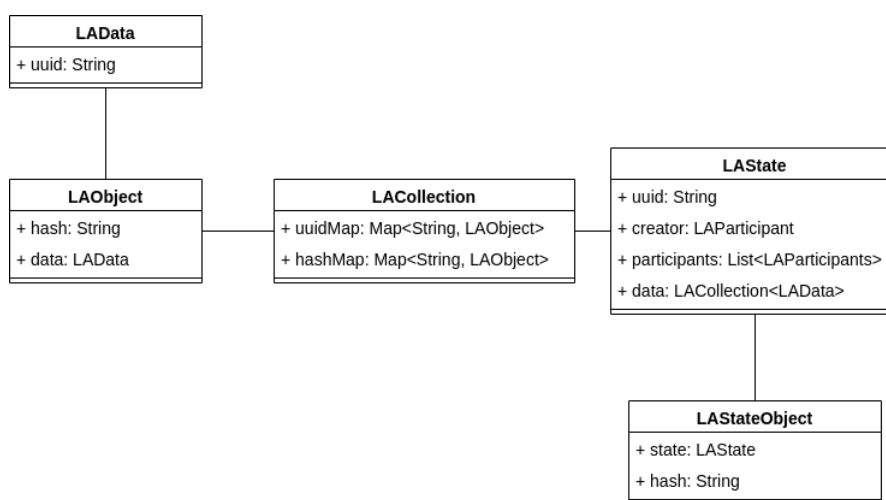 LAData
+ uuid: String
LAObject
+ hash: String
+ data: LAData
LACollection
+ uuidMap: Map<String, LAObject>
+ hashMap: Map<String, LAObject>
LAState
+ uuid: String
+ creator: LAParticipant
+ participants: List<LAParticipants>
+ data: LACollection<LAData>
LAStateObject
+ state: LAState
+ hash: String